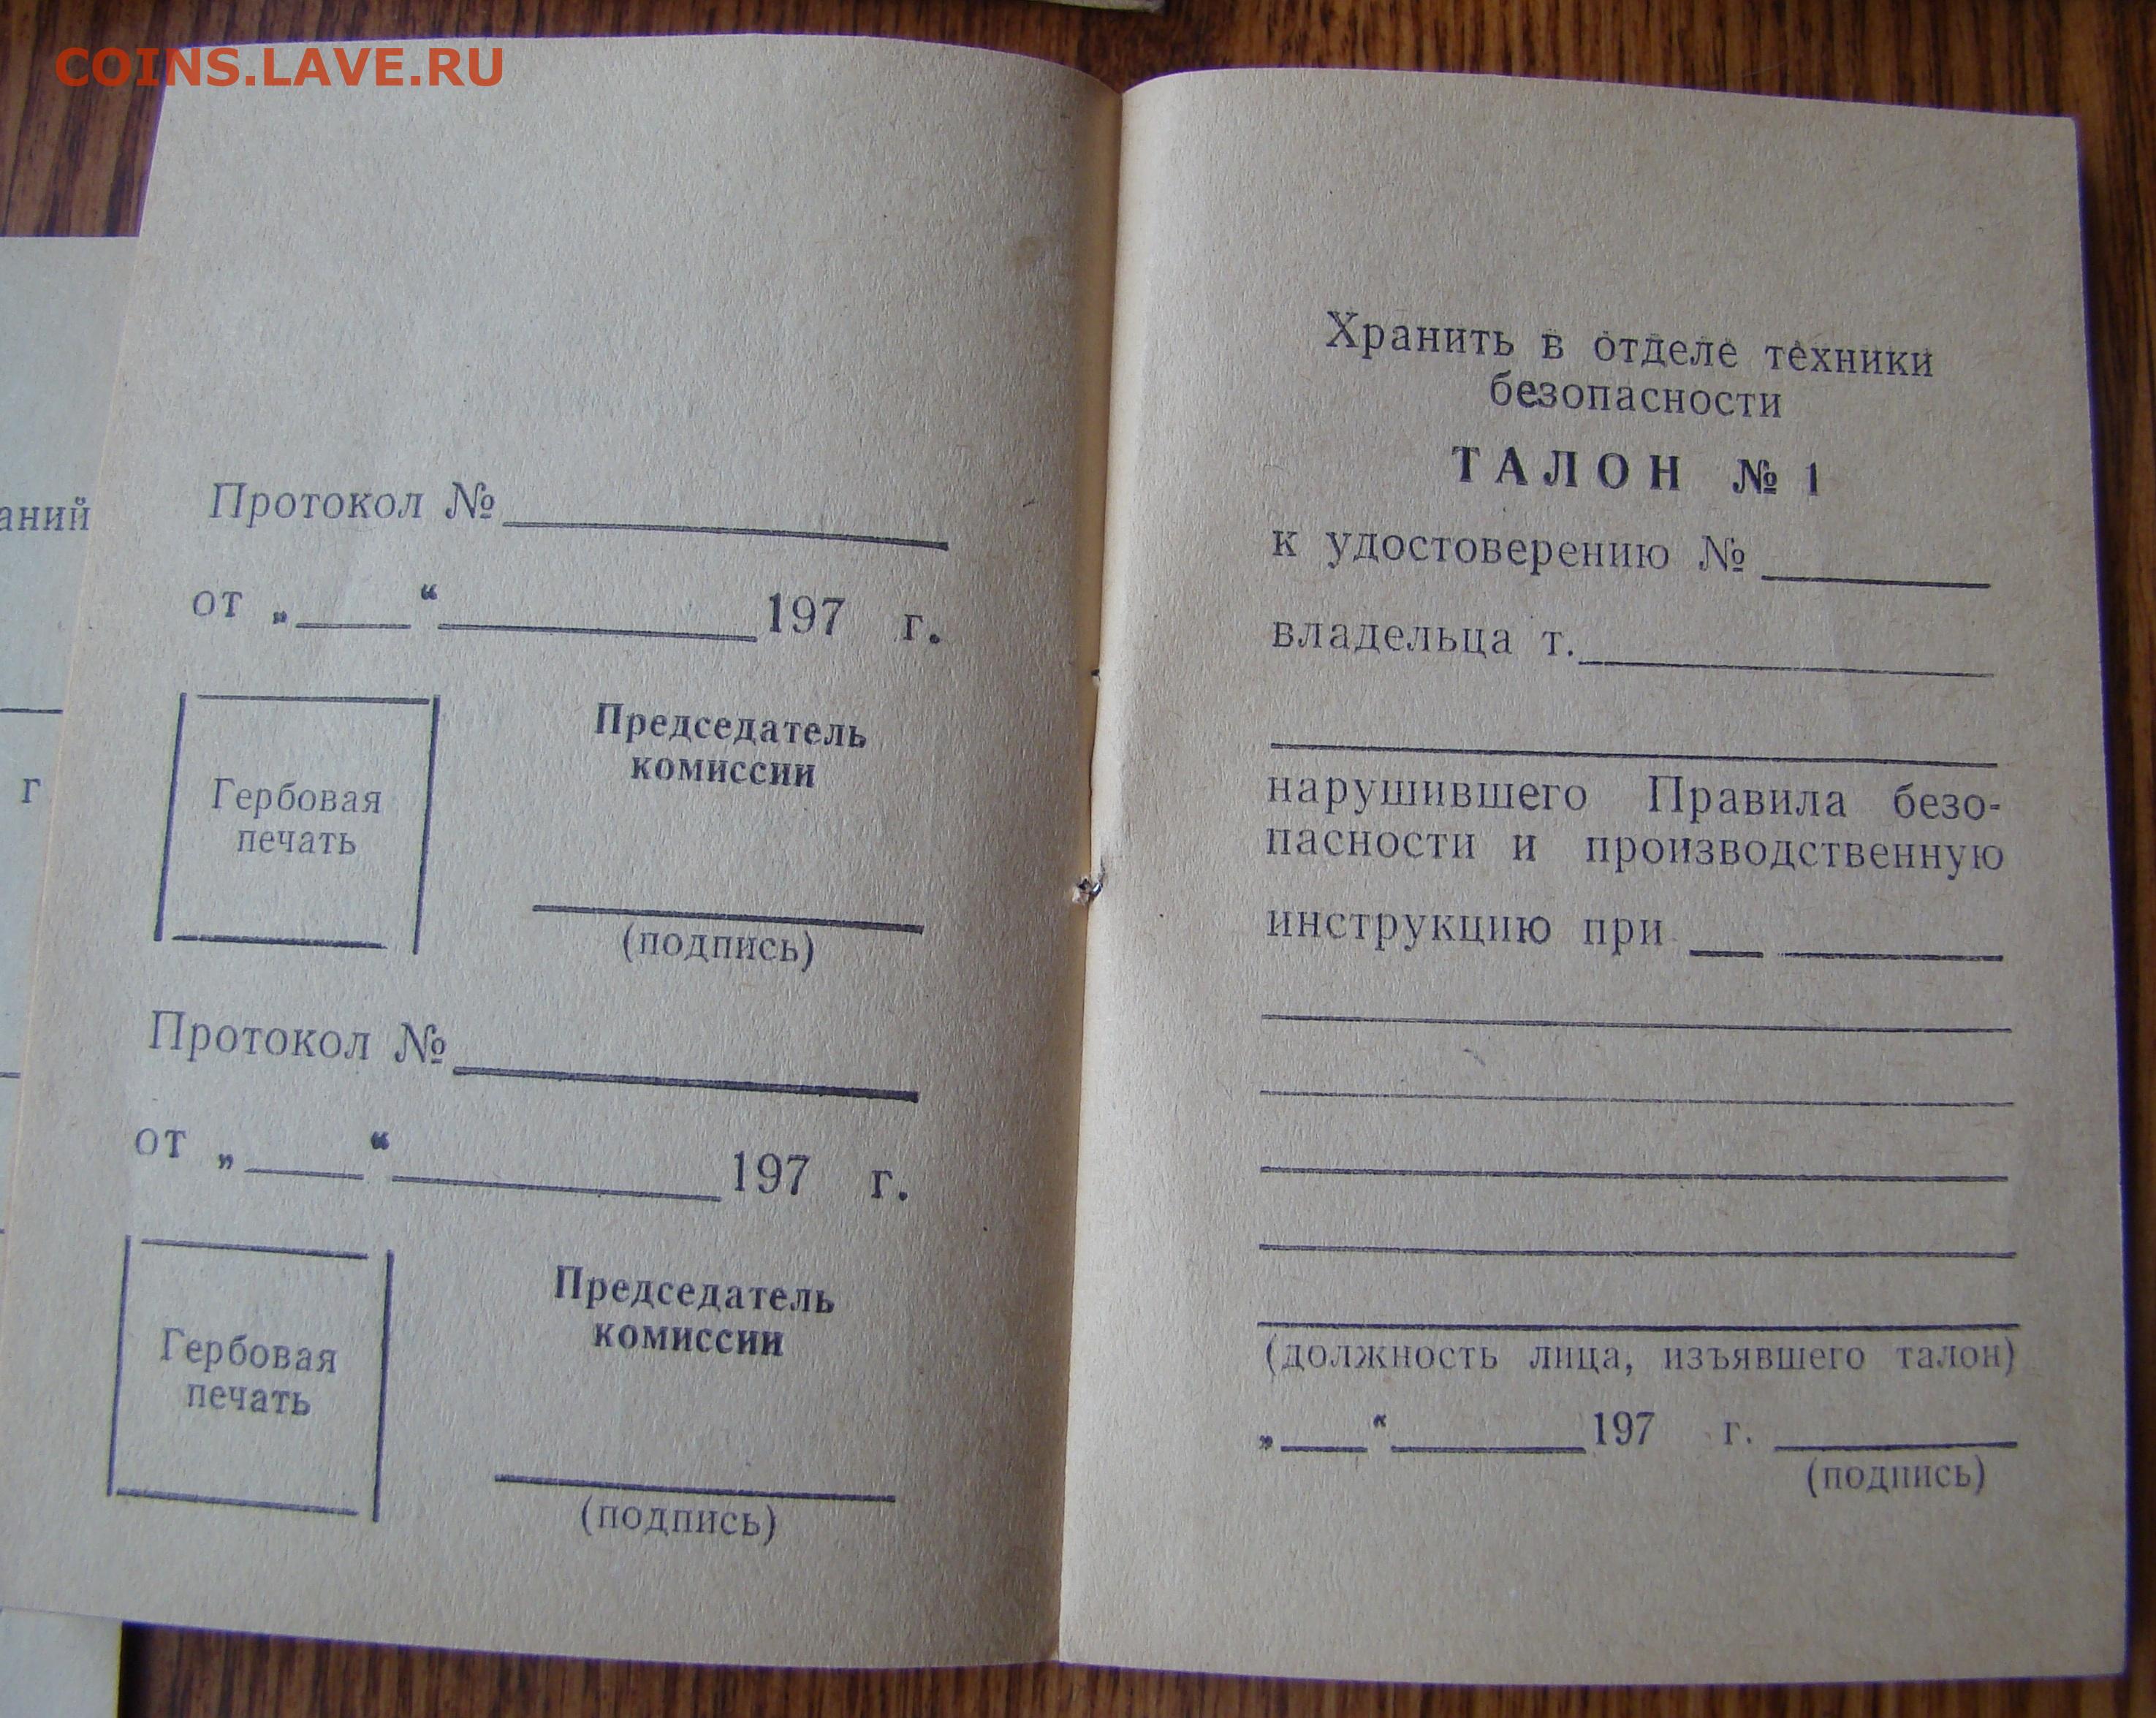 COINS.LAVE.RU
аний
г
Протокол №
от „ “ 197 г.
Гербовая
печать
Председатель
комиссии
(подпись)
Протокол №
от „ “ 197 г.
Гербовая
печать
Председатель
комиссии
(подпись)
Хранить в отделе техники
безопасности
ТАЛОН № 1
к удостоверению №
владельца т.
нарушившего Правила безо-
пасности и производственную
инструкцию при
(должность лица, изъявшего талон)
„ “ 197 г.
(подпись)